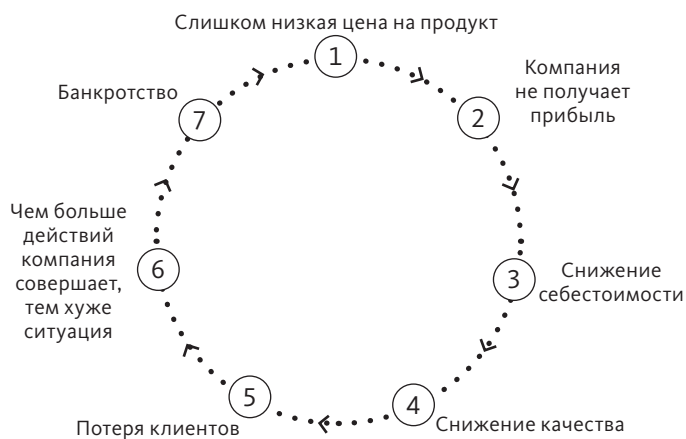 Слишком низкая цена на продукт
1
Компания
не получает
прибыль
2
Снижение
себестоимости
3
Снижение качества
4
Потеря клиентов
5
Чем больше
действий
компания
совершает,
тем хуже
ситуация
6
Банкротство
7